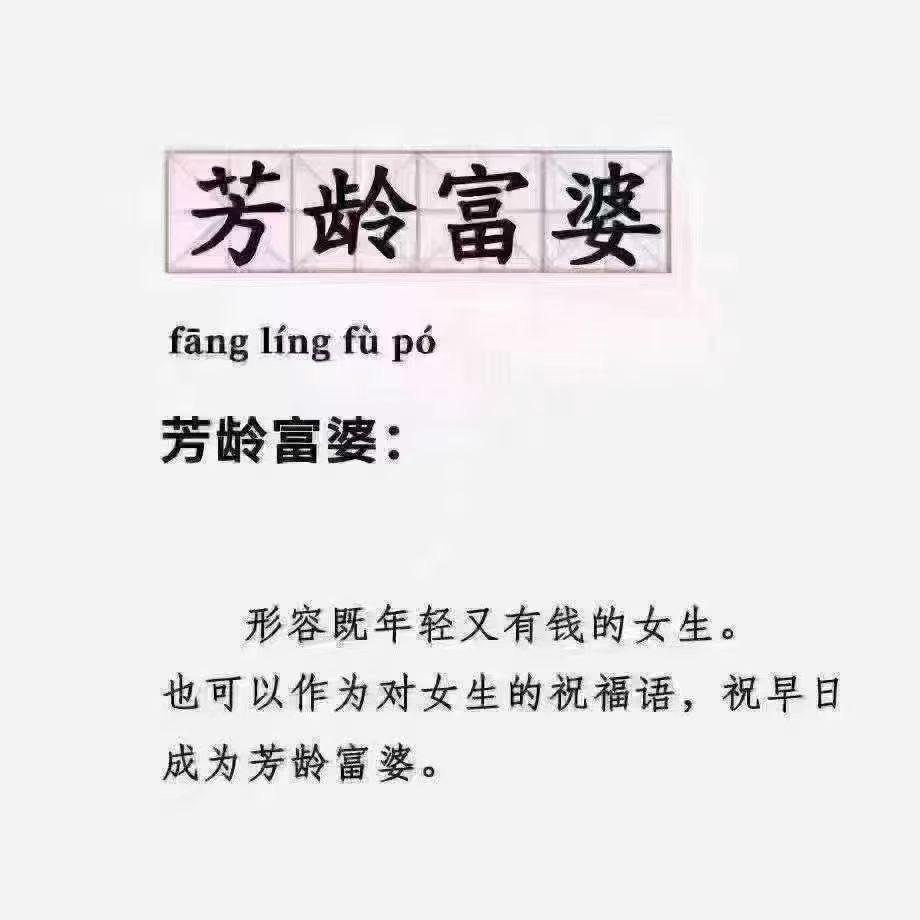 芳龄富婆
fāng líng fù pó
芳龄富婆：
形容既年轻又有钱的女生。
也可以作为对女生的祝福语，祝早日
成为芳龄富婆。